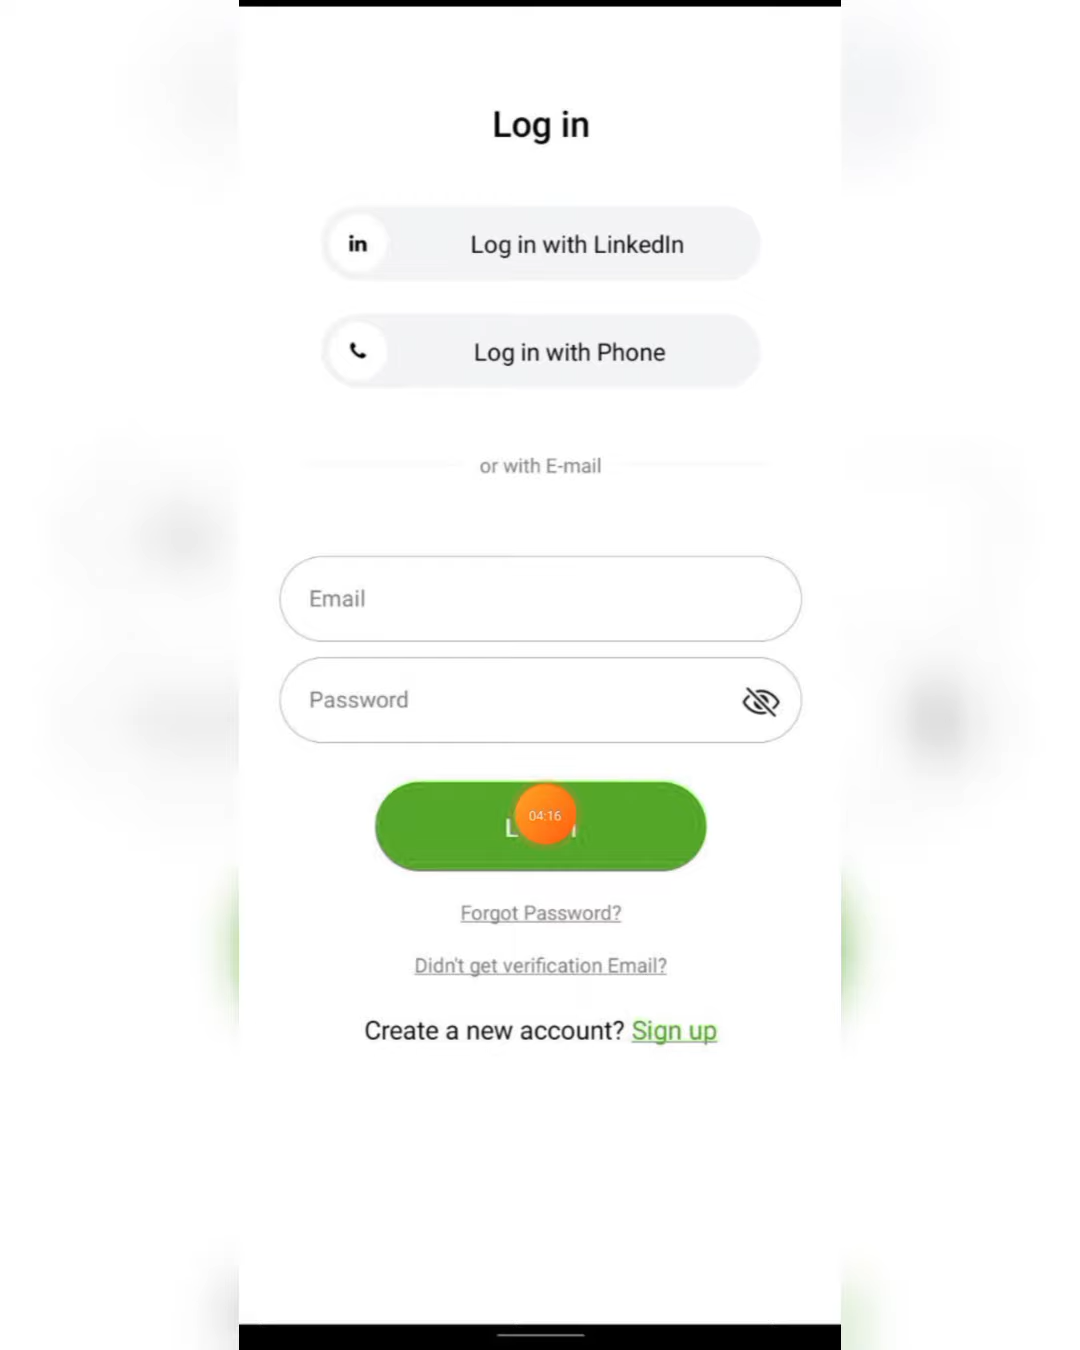 Log in
in
Log in with LinkedIn
Log in with Phone
or with E-mail
Email
Password
04:16
Forgot Password?
Didn't get verification Email?
Create a new account? Sign up